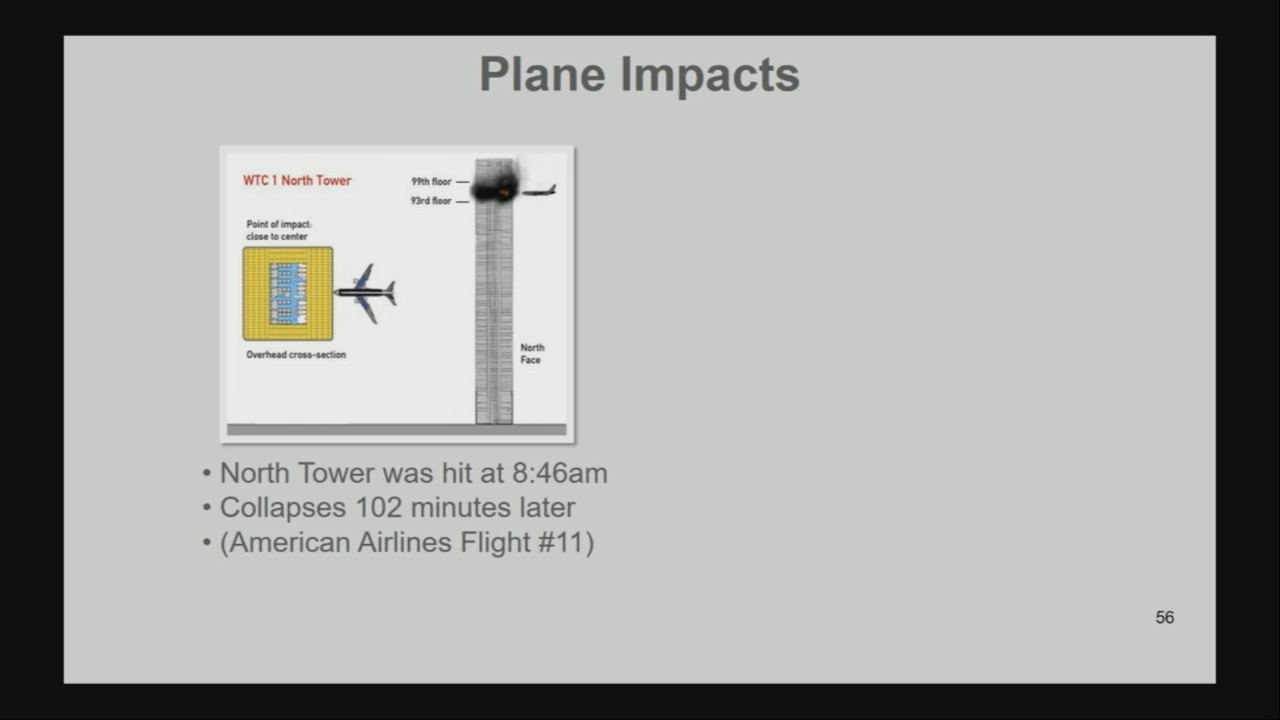 Plane Impacts
WTC 1 North Tower
99th floor
93rd floor
Point of impact:
close to center
Overhead cross-section
North
Face
• North Tower was hit at 8:46am
• Collapses 102 minutes later
• (American Airlines Flight #11)
56